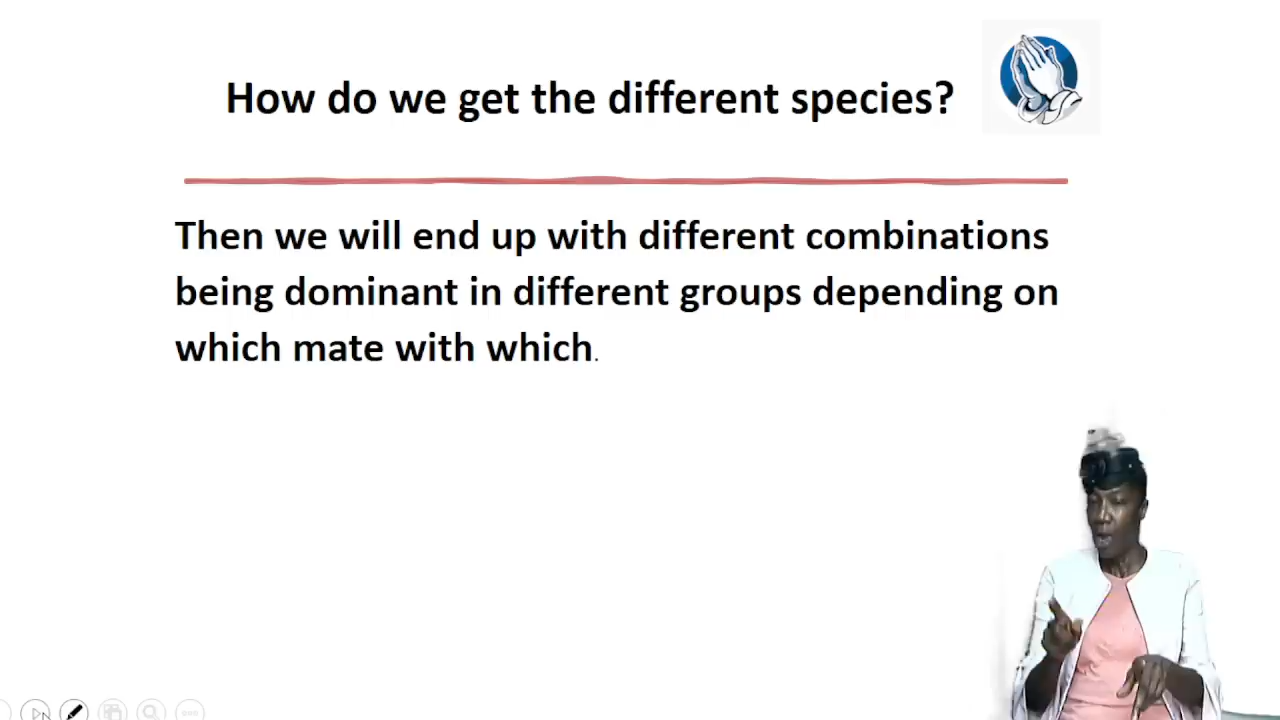 How do we get the different species?
Then we will end up with different combinations
being dominant in different groups depending on
which mate with which.